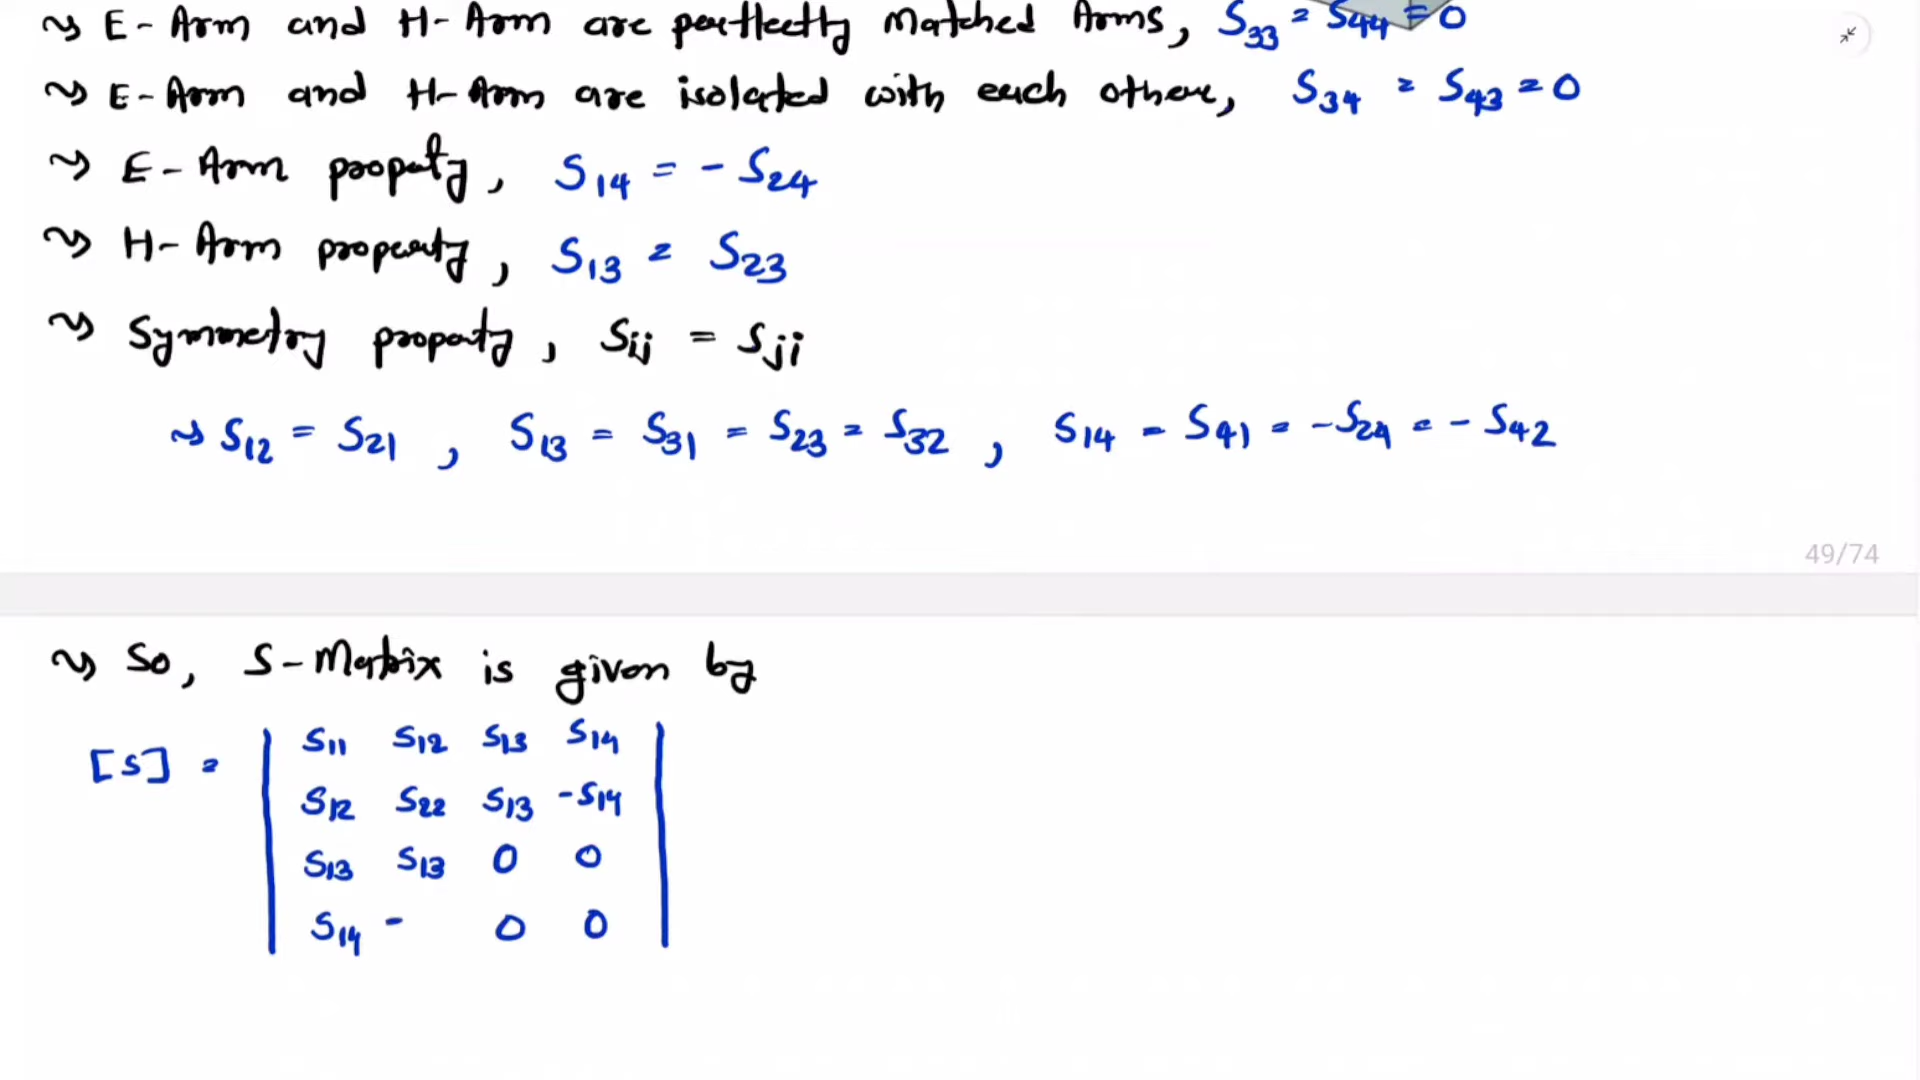 ~> E-Arm and H-Arm are perfectly Matched Arms, S33 = S44 = 0
~> E-Arm and H-Arm are isolated with each other, S34 = S43 = 0
~> E-Arm property, S14 = - S24
~> H-Arm property, S13 = S23
~> Symmetry property, Sij = Sji
~> S12 = S21, S13 = S31 = S23 = S32, S14 = S41 = -S24 = - S42
49/74
~> So, S-Matrix is given by
[S] = | S11 S12 S13 S14 |
| S12 S22 S13 -S14 |
| S13 S13 0 0 |
| S14 - 0 0 |